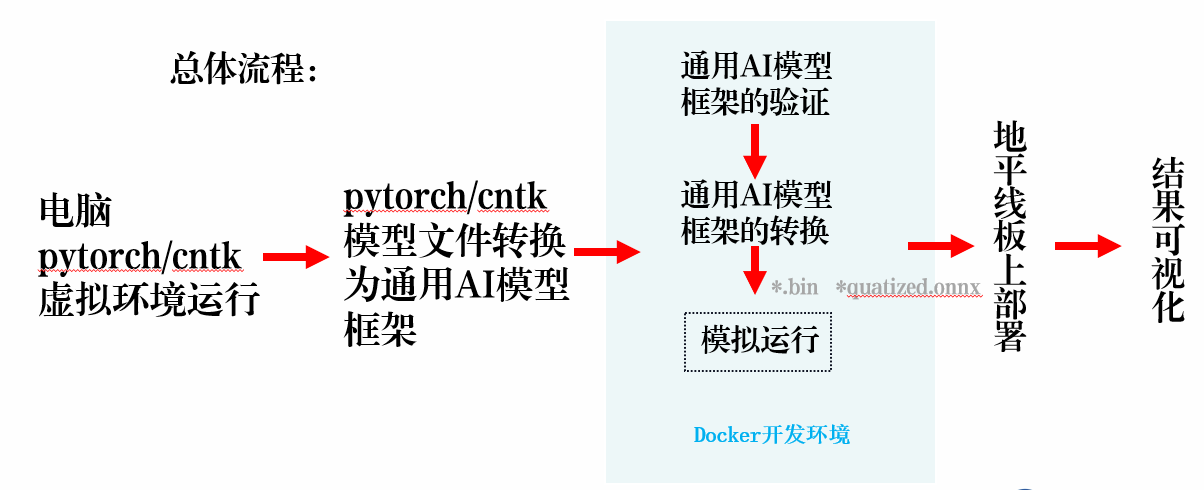 总体流程：
电脑
pytorch/cntk
虚拟环境运行
pytorch/cntk
模型文件转换
为通用AI模型
框架
通用AI模型
框架的验证
通用AI模型
框架的转换
*.bin *quatized.onnx
模拟运行
Docker开发环境
地平线板上部署
结果可视化